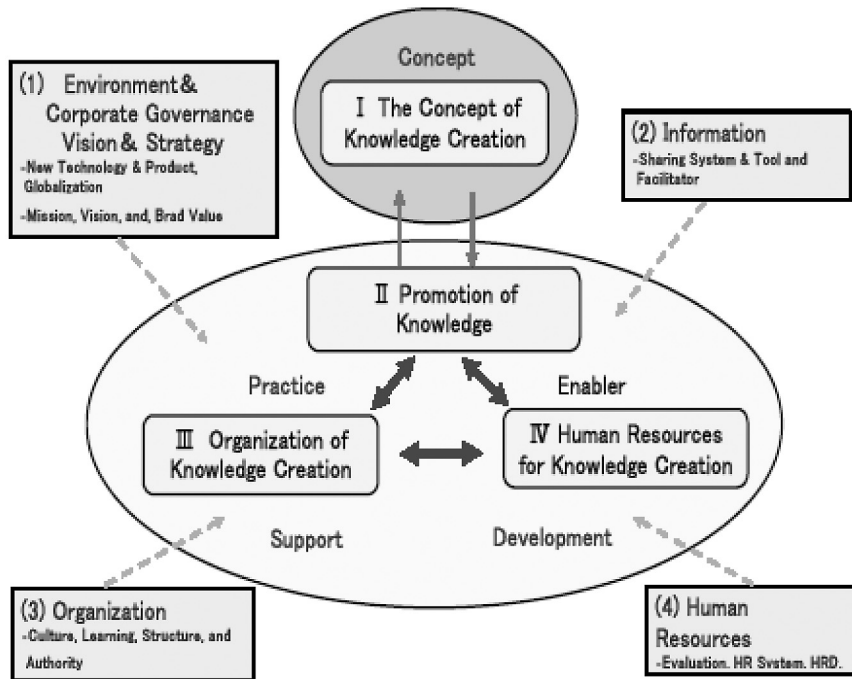 Concept
Ⅰ The Concept of
Knowledge Creation
(1) Environment&
Corporate Governance
Vision & Strategy
-New Technology & Product,
Globalization
-Mission, Vision, and, Brad Value
(2) Information
-Sharing System & Tool and
Facilitator
Ⅱ Promotion of
Knowledge
Practice
Enabler
Ⅲ Organization of
Knowledge Creation
Ⅳ Human Resources
for Knowledge Creation
Support
Development
(3) Organization
-Culture, Learning, Structure, and
Authority
(4) Human
Resources
-Evaluation. HR System. HRD.